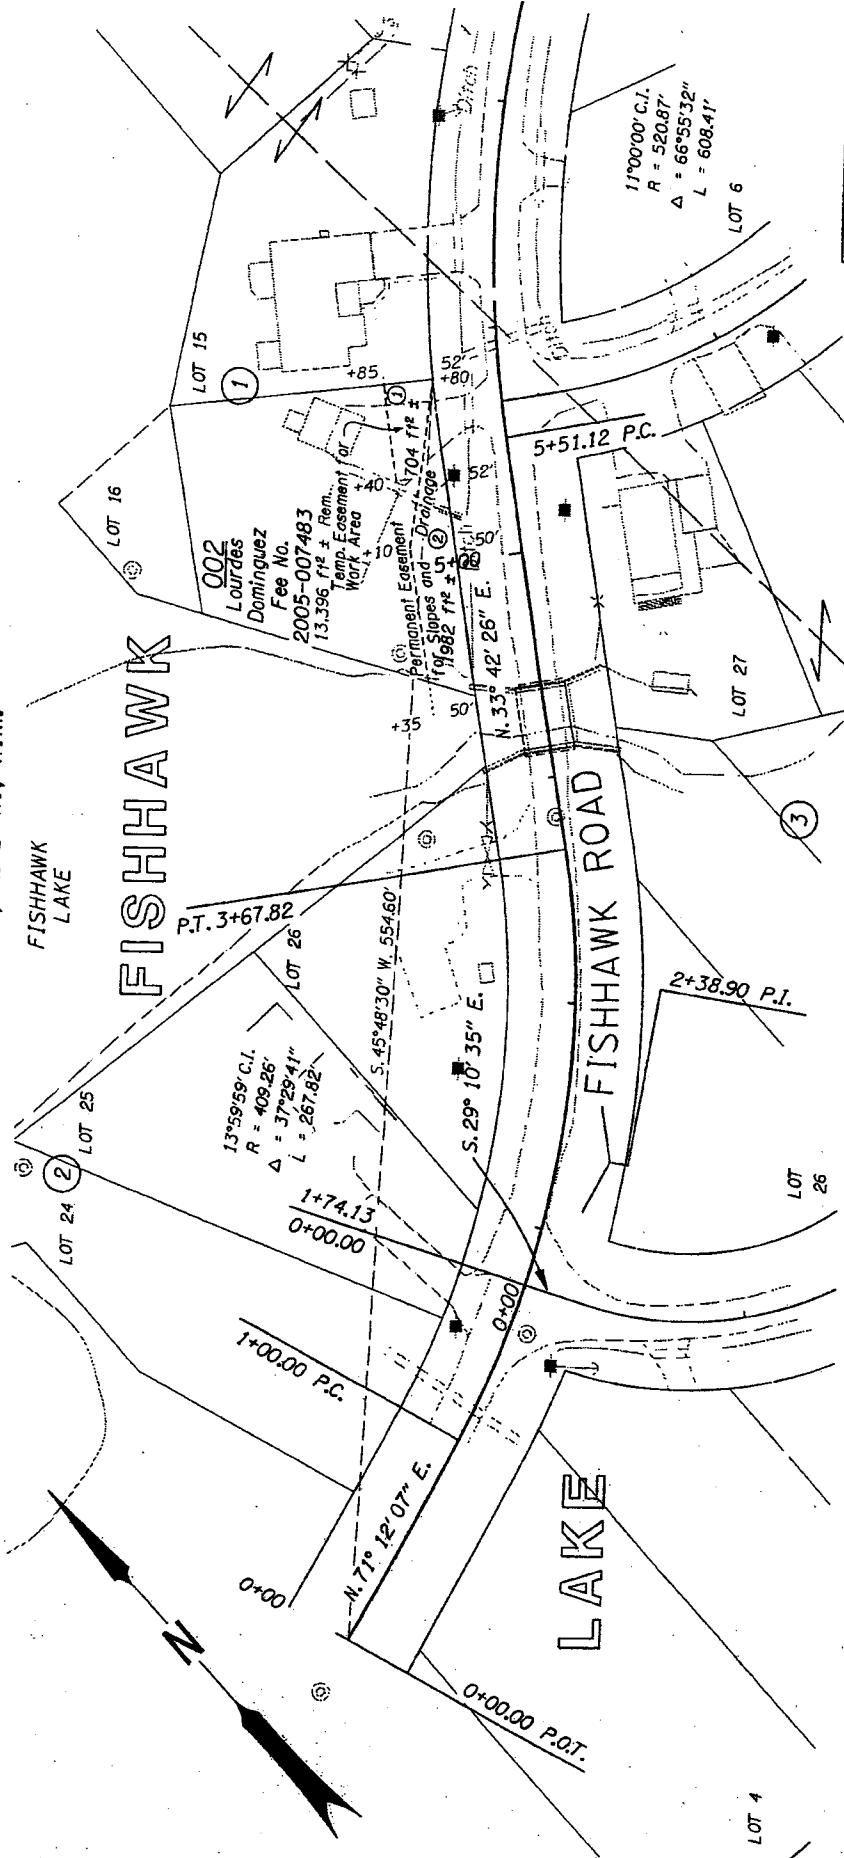 FISHHAWK
LAKE
FISHHAWK
LAKE
FISHHAWK ROAD
Ditch
11°00'00" C.I.
R = 520.87'
Δ = 66°55'32"
L = 608.41'
LOT 6
LOT 15
1
+85
52'
+80
1
704 ft² ±
LOT 16
002
Lourdes
Dominguez
Fee No.
2005-007483
13,396 ft² ± Rem.
Temp. Easement for
Work Area
+40
+10
Permanent Easement
for Slopes and Drainage
2
1982 ft² ±
5+00
52'
50'
5+51.12 P.C.
N. 33° 42' 26" E.
50'
+35
LOT 27
3
P.T. 3+67.82
LOT 26
S. 45°48'30" W. 554.60'
2+38.90 P.I.
13°59'59" C.I.
R = 409.26'
Δ = 37°29'41"
L = 267.82'
S. 29° 10' 35" E.
LOT 25
2
LOT 24
1+74.13
0+00.00
0+00
LOT
26
1+00.00 P.C.
N. 71° 12' 07" E.
0+00
N
0+00.00 P.O.T.
LOT 4